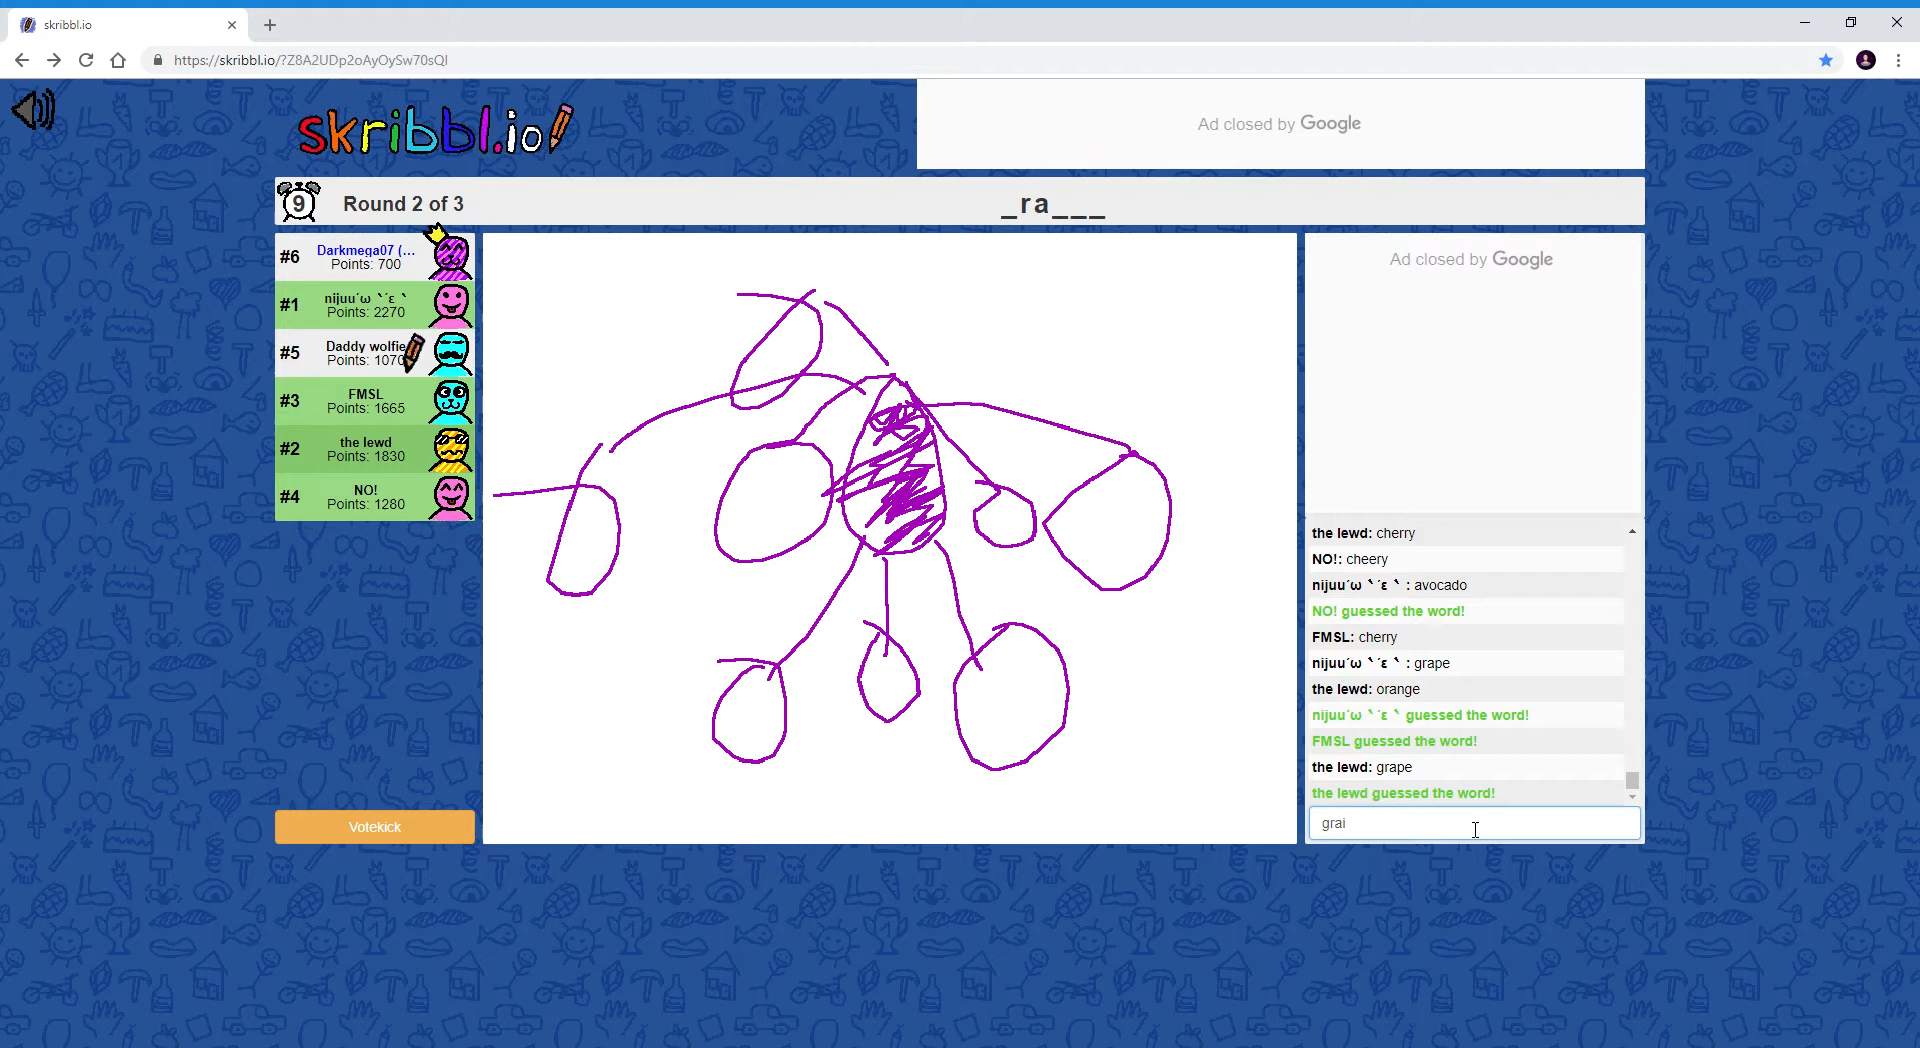 skribbl.io
https://skribbl.io/?Z8A2UDp2oAyOySw70sQI
skribbl.io
Ad closed by Google
9
Round 2 of 3
_ra___
#6
Darkmega07 (...
Points: 700
#1
nijuu´ω `´ε `
Points: 2270
#5
Daddy wolfie
Points: 1070
#3
FMSL
Points: 1665
#2
the lewd
Points: 1830
#4
NO!
Points: 1280
Votekick
Ad closed by Google
the lewd: cherry
NO!: cheery
nijuu´ω `´ε ` : avocado
NO! guessed the word!
FMSL: cherry
nijuu´ω `´ε ` : grape
the lewd: orange
nijuu´ω `´ε ` guessed the word!
FMSL guessed the word!
the lewd: grape
the lewd guessed the word!
grai